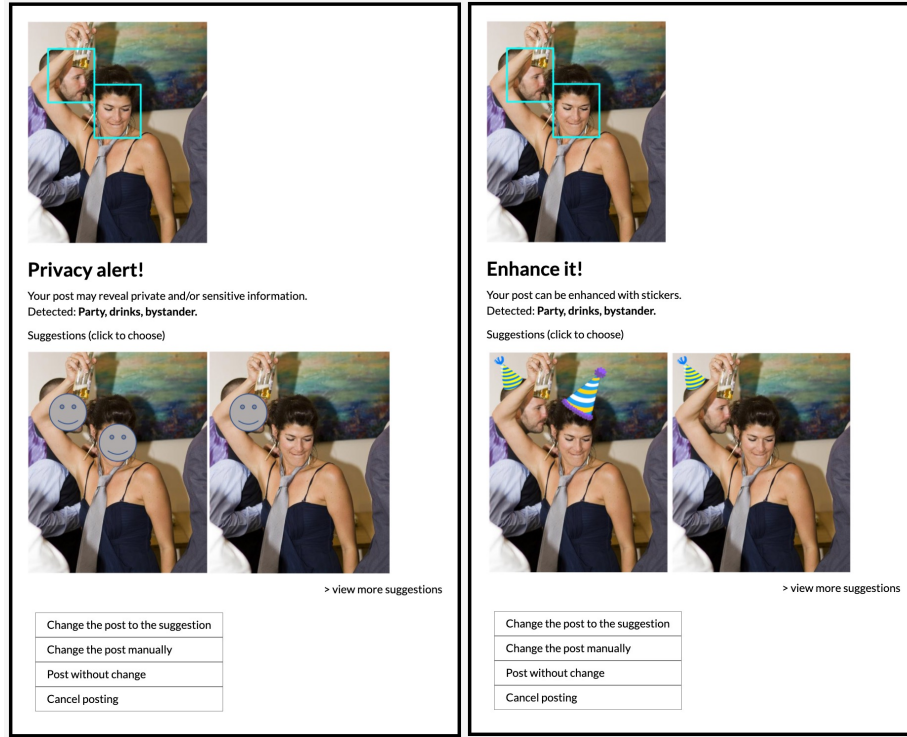 Privacy alert!
Your post may reveal private and/or sensitive information.
Detected: Party, drinks, bystander.
Suggestions (click to choose)
> view more suggestions
Change the post to the suggestion
Change the post manually
Post without change
Cancel posting
Enhance it!
Your post can be enhanced with stickers.
Detected: Party, drinks, bystander.
Suggestions (click to choose)
> view more suggestions
Change the post to the suggestion
Change the post manually
Post without change
Cancel posting